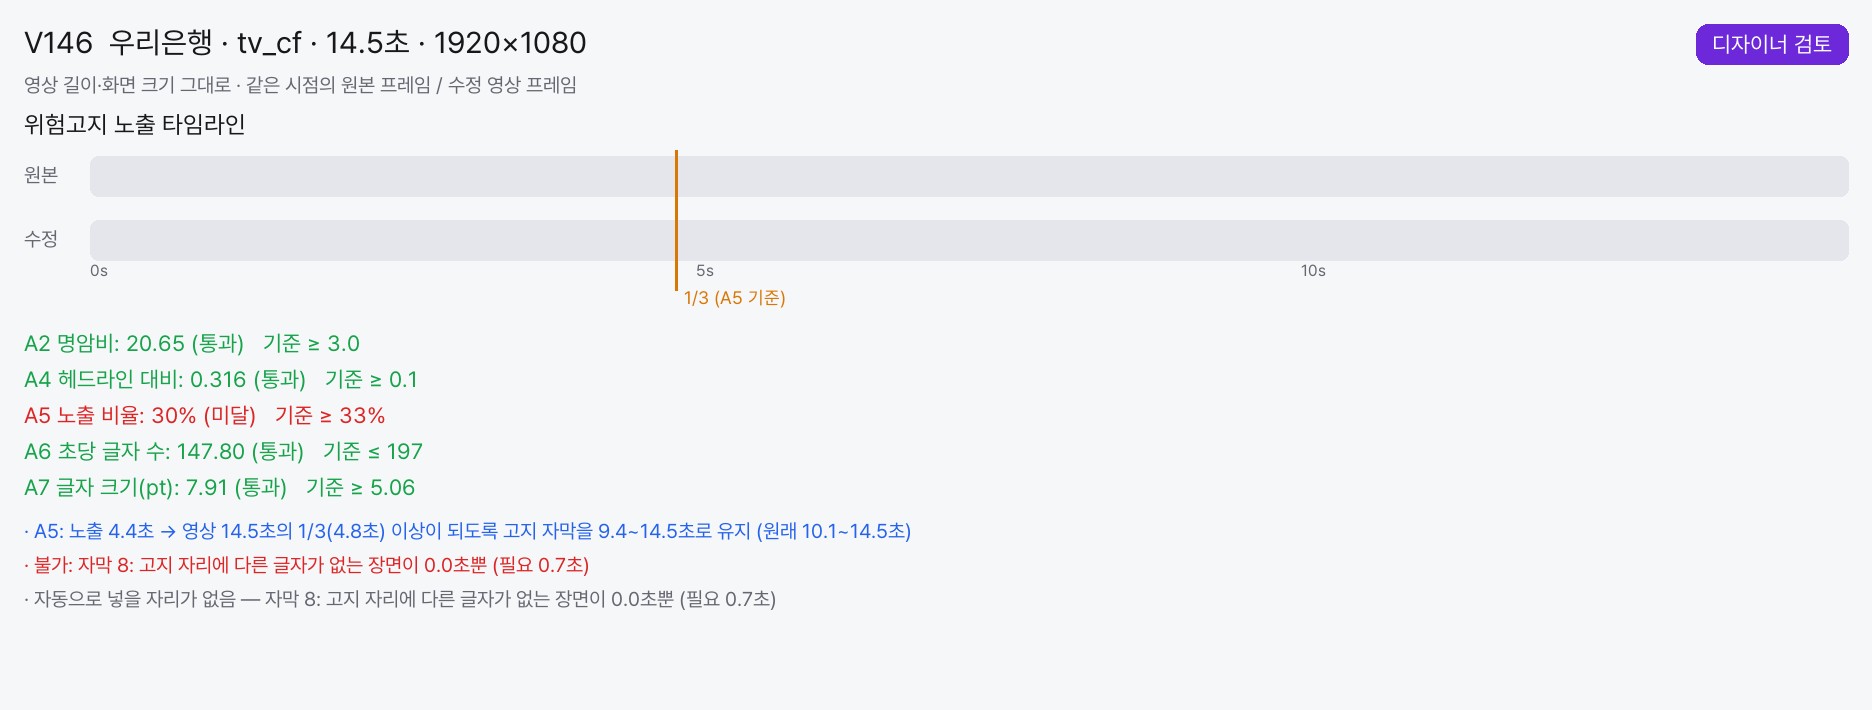 V146 우리은행 · tv_cf · 14.5초 · 1920×1080
디자이너 검토
영상 길이·화면 크기 그대로 · 같은 시점의 원본 프레임 / 수정 영상 프레임
위험고지 노출 타임라인
원본
수정
0s 5s 10s
1/3 (A5 기준)
A2 명암비: 20.65 (통과) 기준 ≥ 3.0
A4 헤드라인 대비: 0.316 (통과) 기준 ≥ 0.1
A5 노출 비율: 30% (미달) 기준 ≥ 33%
A6 초당 글자 수: 147.80 (통과) 기준 ≤ 197
A7 글자 크기(pt): 7.91 (통과) 기준 ≥ 5.06
· A5: 노출 4.4초 → 영상 14.5초의 1/3(4.8초) 이상이 되도록 고지 자막을 9.4~14.5초로 유지 (원래 10.1~14.5초)
· 불가: 자막 8: 고지 자리에 다른 글자가 없는 장면이 0.0초뿐 (필요 0.7초)
· 자동으로 넣을 자리가 없음 — 자막 8: 고지 자리에 다른 글자가 없는 장면이 0.0초뿐 (필요 0.7초)